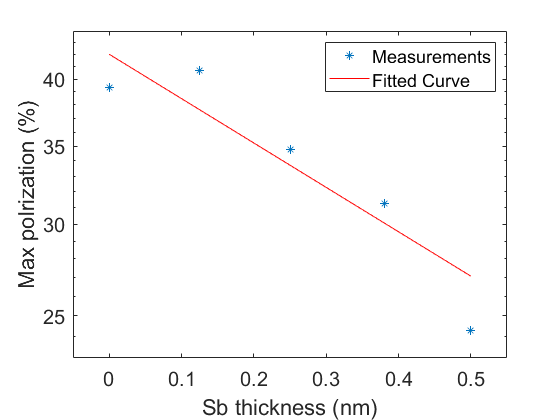 Measurements
Fitted Curve
Max polrization (%)
40
35
30
25
0
0.1
0.2
0.3
0.4
0.5
Sb thickness (nm)